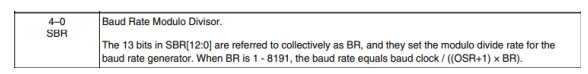 4–0
SBR
Baud Rate Modulo Divisor.
The 13 bits in SBR[12:0] are referred to collectively as BR, and they set the modulo divide rate for the
baud rate generator. When BR is 1 - 8191, the baud rate equals baud clock / ((OSR+1) × BR).